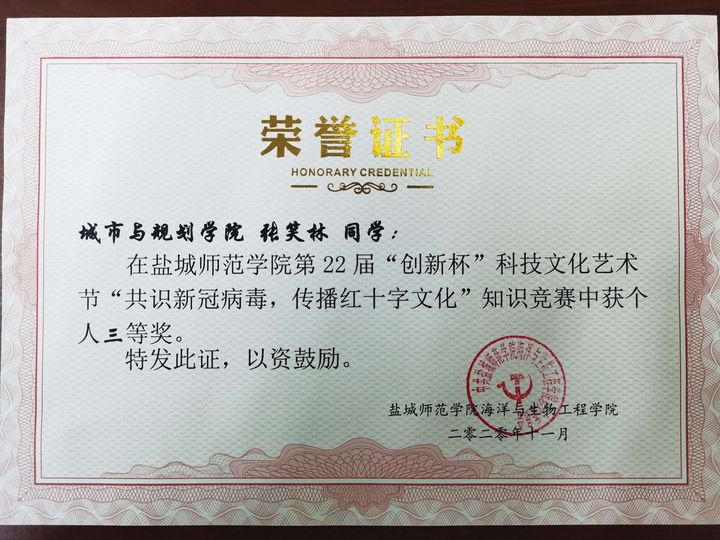 荣誉证书
HONORARY CREDENTIAL
城市与规划学院 张笑林 同学：
在盐城师范学院第22届“创新杯”科技文化艺术
节“共识新冠病毒，传播红十字文化”知识竞赛中获个
人三等奖。
特发此证，以资鼓励。
盐城师范学院海洋与生物工程学院
二零二零年十一月